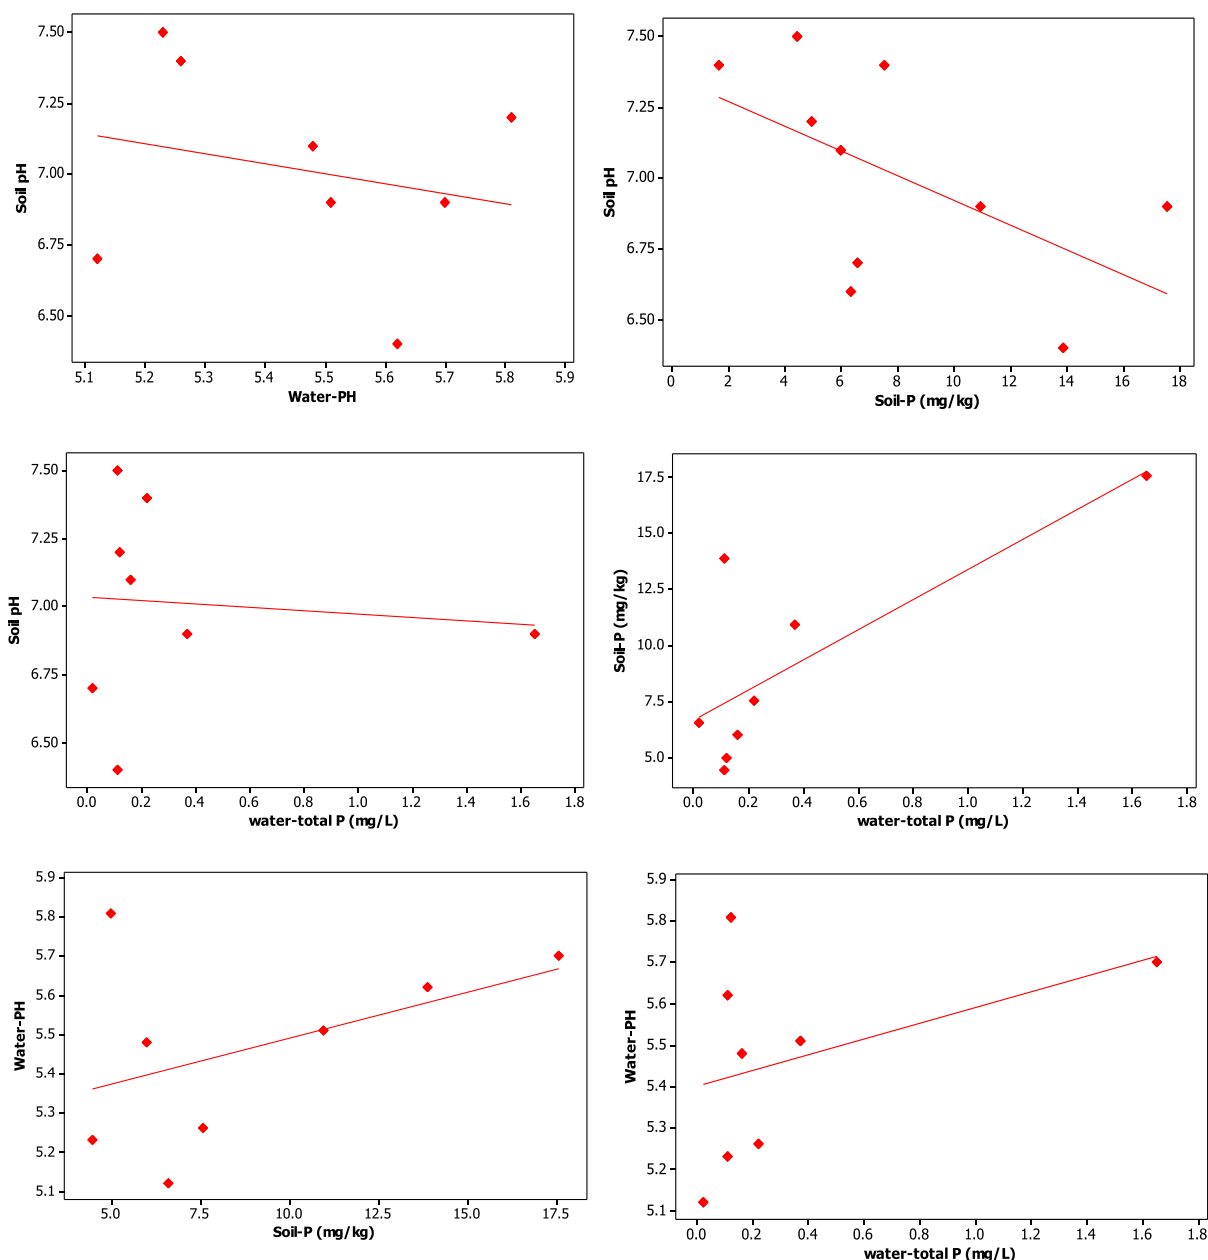 7.50
7.25
7.00
6.75
6.50
Soil pH
5.1 5.2 5.3 5.4 5.5 5.6 5.7 5.8 5.9
Water-PH
7.50
7.25
7.00
6.75
6.50
Soil pH
0 2 4 6 8 10 12 14 16 18
Soil-P (mg/kg)
7.50
7.25
7.00
6.75
6.50
Soil pH
0.0 0.2 0.4 0.6 0.8 1.0 1.2 1.4 1.6 1.8
water-total P (mg/L)
17.5
15.0
12.5
10.0
7.5
5.0
Soil-P (mg/kg)
0.0 0.2 0.4 0.6 0.8 1.0 1.2 1.4 1.6 1.8
water-total P (mg/L)
5.9
5.8
5.7
5.6
5.5
5.4
5.3
5.2
5.1
Water-PH
5.0 7.5 10.0 12.5 15.0 17.5
Soil-P (mg/kg)
5.9
5.8
5.7
5.6
5.5
5.4
5.3
5.2
5.1
Water-PH
0.0 0.2 0.4 0.6 0.8 1.0 1.2 1.4 1.6 1.8
water-total P (mg/L)